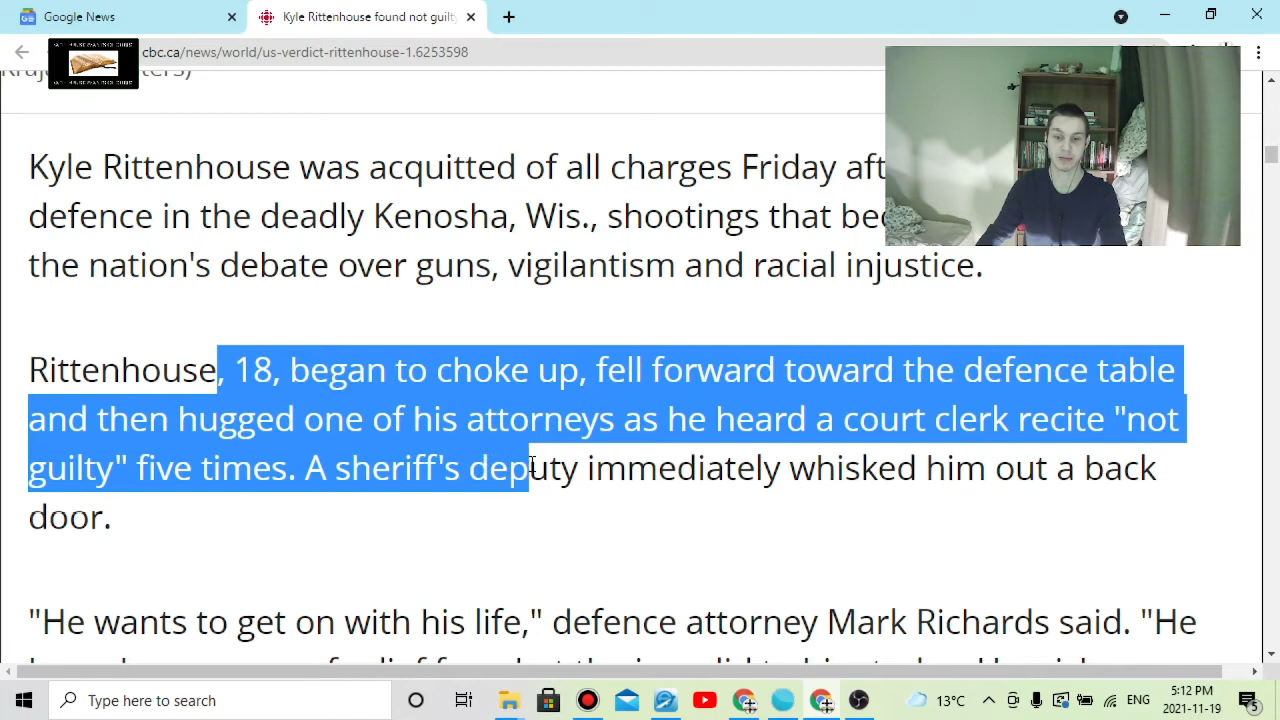 Google News
Kyle Rittenhouse found not guilty
cbc.ca/news/world/us-verdict-rittenhouse-1.6253598
Kyle Rittenhouse was acquitted of all charges Friday aft
defence in the deadly Kenosha, Wis., shootings that bec
the nation's debate over guns, vigilantism and racial injustice.
Rittenhouse, 18, began to choke up, fell forward toward the defence table
and then hugged one of his attorneys as he heard a court clerk recite "not
guilty" five times. A sheriff's deputy immediately whisked him out a back
door.
"He wants to get on with his life," defence attorney Mark Richards said. "He
Type here to search
13°C
ENG
5:12 PM
2021-11-19
5